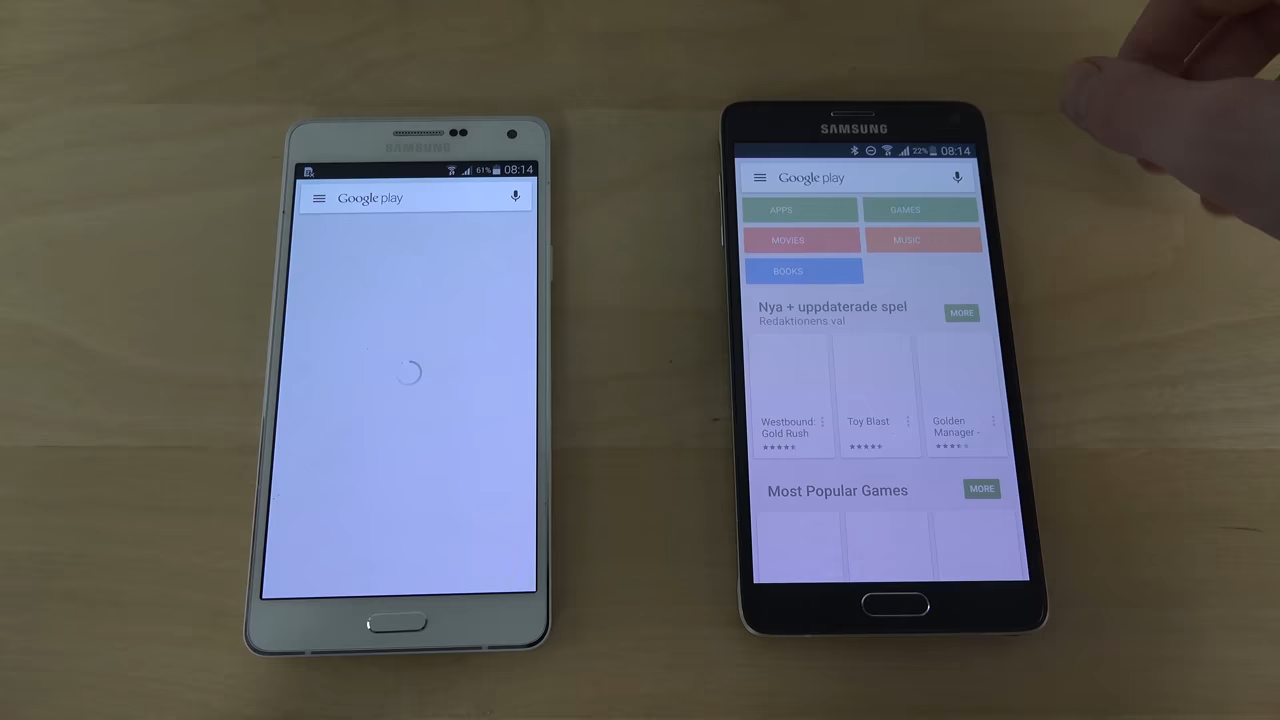 SAMSUNG
61% 08:14
Google play
SAMSUNG
22% 08:14
Google play
APPS
GAMES
MOVIES
MUSIC
BOOKS
Nya + uppdaterade spel
Redaktionens val
MORE
Westbound:
Gold Rush
Toy Blast
Golden
Manager -
Most Popular Games
MORE